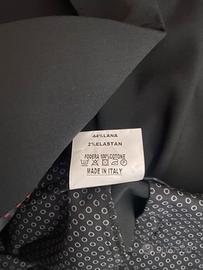 44%LANA
2%ELASTAN
FODERA 100%COTONE
MADE IN ITALY